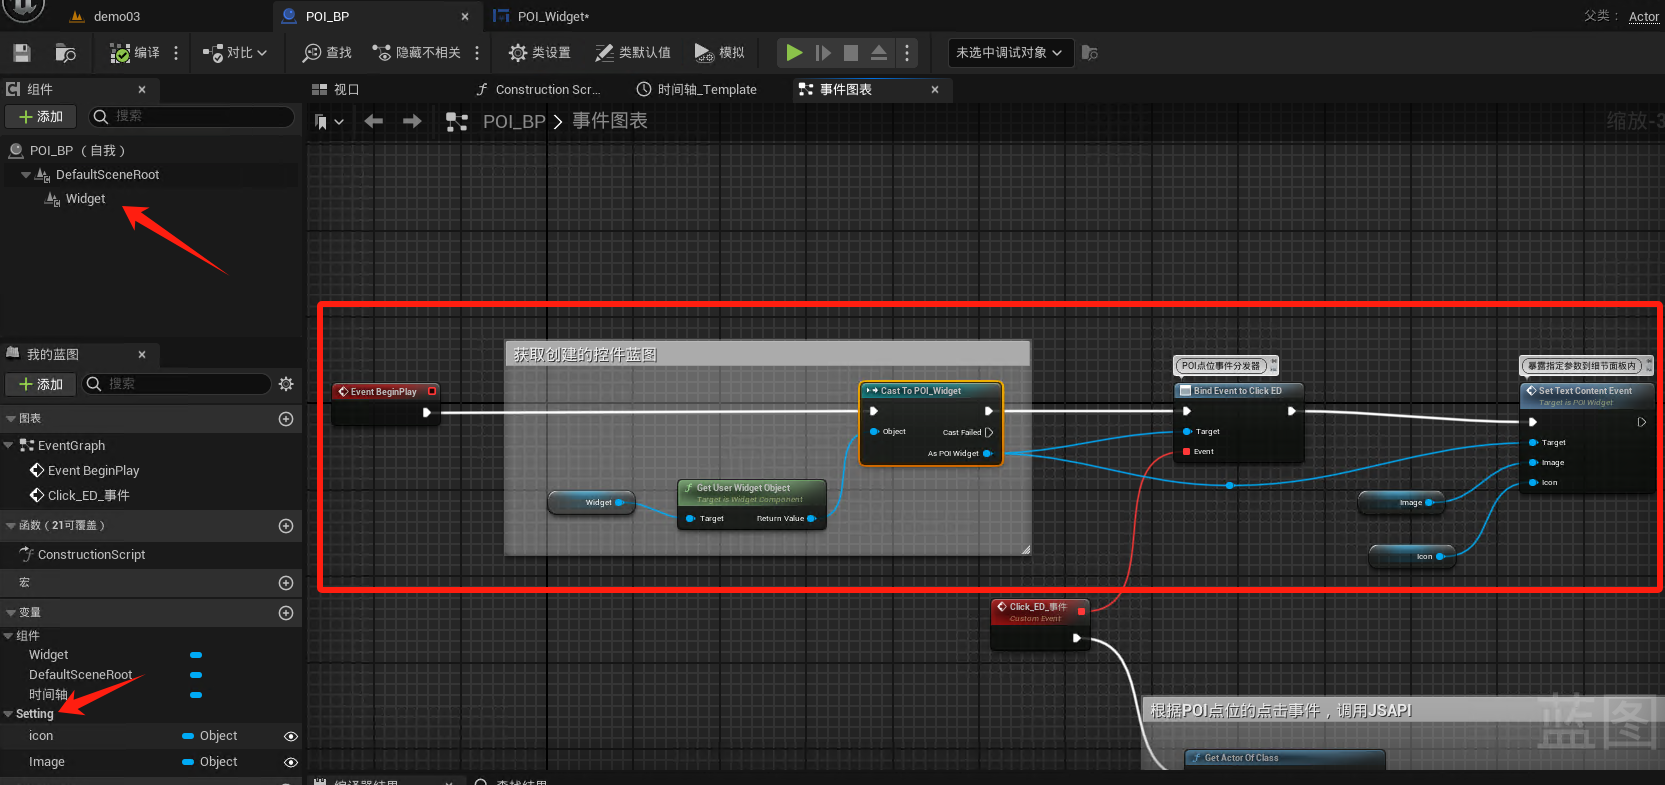 demo03
POI_BP
POI_Widget*
父类：
Actor
编译
对比
查找
隐藏不相关
类设置
类默认值
模拟
未选中调试对象
组件
视口
Construction Scr...
时间轴_Template
事件图表
添加
搜索
POI_BP
事件图表
缩放-3
POI_BP （自我）
DefaultSceneRoot
Widget
我的蓝图
添加
搜索
图表
EventGraph
Event BeginPlay
Click_ED_事件
函数（21可覆盖）
ConstructionScript
宏
变量
组件
Widget
DefaultSceneRoot
时间轴
Setting
icon
Object
Image
Object
获取创建的控件蓝图
Event BeginPlay
Cast To POI_Widget
Object
Cast Failed
As POI Widget
Widget
Get User Widget Object
Target is Widget Component
Target
Return Value
POI点位事件分发器
Bind Event to Click ED
Target
Event
暴露指定参数到细节面板内
Set Text Content Event
Target is POI Widget
Target
Image
Icon
Image
Icon
Click_ED_事件
Custom Event
根据POI点位的点击事件，调用JSAPI
Get Actor Of Class
蓝图
编译器结果
查找结果